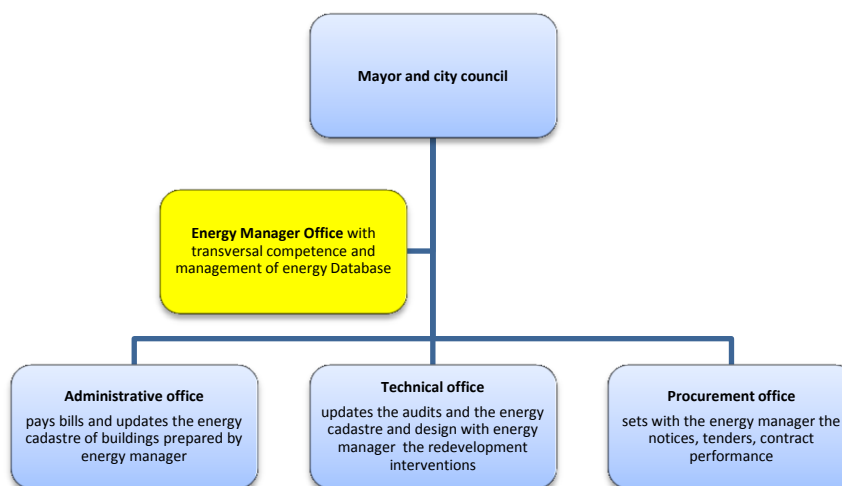 Mayor and city council
Energy Manager Office with
transversal competence and
management of energy Database
Administrative office
pays bills and updates the energy
cadastre of buildings prepared by
energy manager
Technical office
updates the audits and the energy
cadastre and design with energy
manager the redevelopment
interventions
Procurement office
sets with the energy manager the
notices, tenders, contract
performance